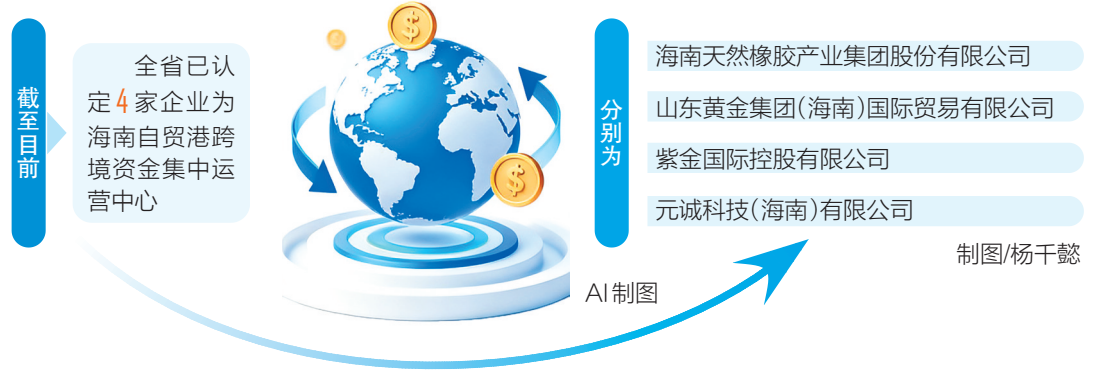 截至目前
全省已认
定4家企业为
海南自贸港跨
境资金集中运
营中心
分别为
海南天然橡胶产业集团股份有限公司
山东黄金集团（海南）国际贸易有限公司
紫金国际控股有限公司
元诚科技（海南）有限公司
制图/杨千懿
AI制图